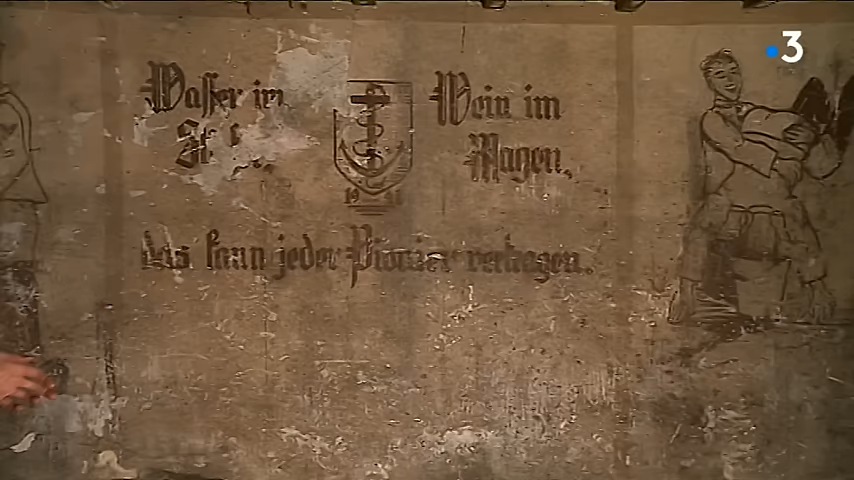 3
Wasser im
Wein im
Magen,
das kann jeder Pionier vertragen.